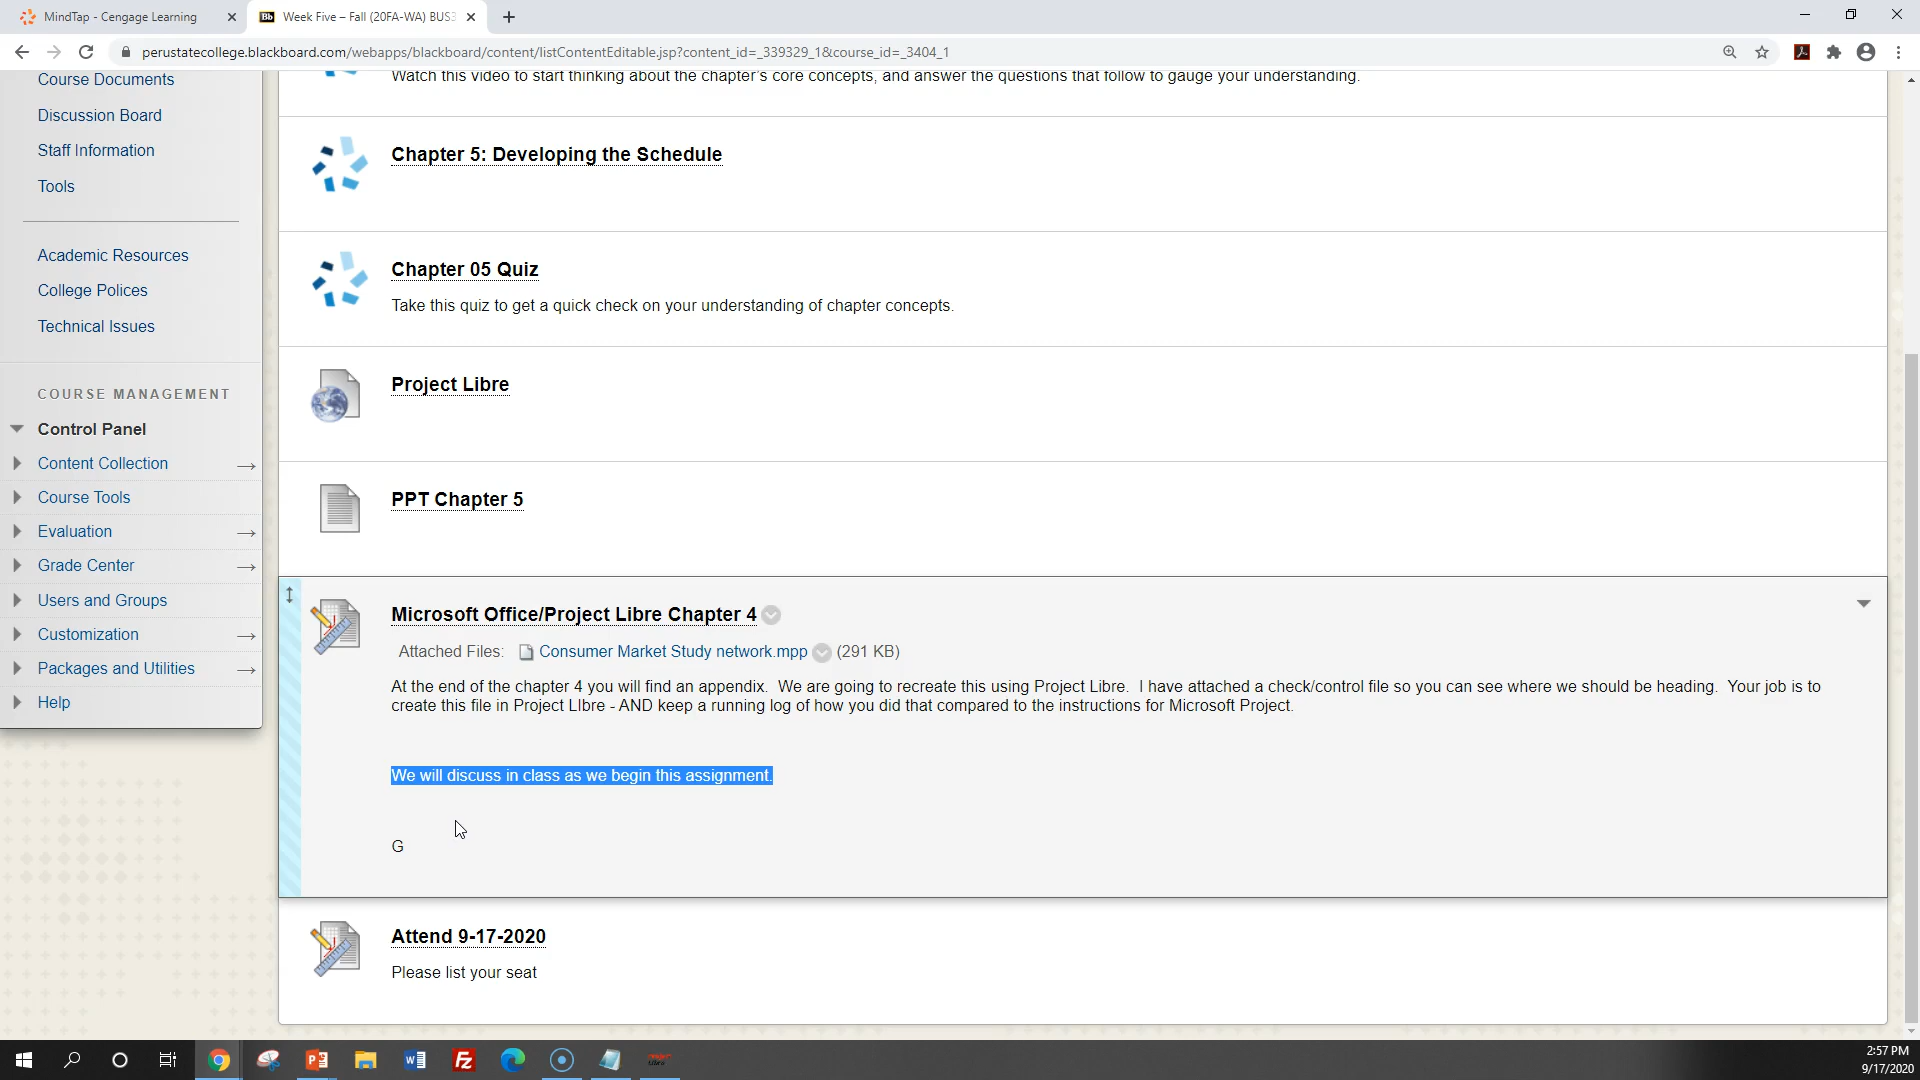 MindTap - Cengage Learning
Bb Week Five – Fall (20FA-WA) BUS3
perustatecollege.blackboard.com/webapps/blackboard/content/listContentEditable.jsp?content_id=_339329_1&course_id=_3404_1
Course Documents
Discussion Board
Staff Information
Tools
Academic Resources
College Polices
Technical Issues
COURSE MANAGEMENT
Control Panel
Content Collection
Course Tools
Evaluation
Grade Center
Users and Groups
Customization
Packages and Utilities
Help
Watch this video to start thinking about the chapter's core concepts, and answer the questions that follow to gauge your understanding.
Chapter 5: Developing the Schedule
Chapter 05 Quiz
Take this quiz to get a quick check on your understanding of chapter concepts.
Project Libre
PPT Chapter 5
Microsoft Office/Project Libre Chapter 4
Attached Files: Consumer Market Study network.mpp (291 KB)
At the end of the chapter 4 you will find an appendix. We are going to recreate this using Project Libre. I have attached a check/control file so you can see where we should be heading. Your job is to
create this file in Project LIbre - AND keep a running log of how you did that compared to the instructions for Microsoft Project.
We will discuss in class as we begin this assignment.
G
Attend 9-17-2020
Please list your seat
2:57 PM
9/17/2020